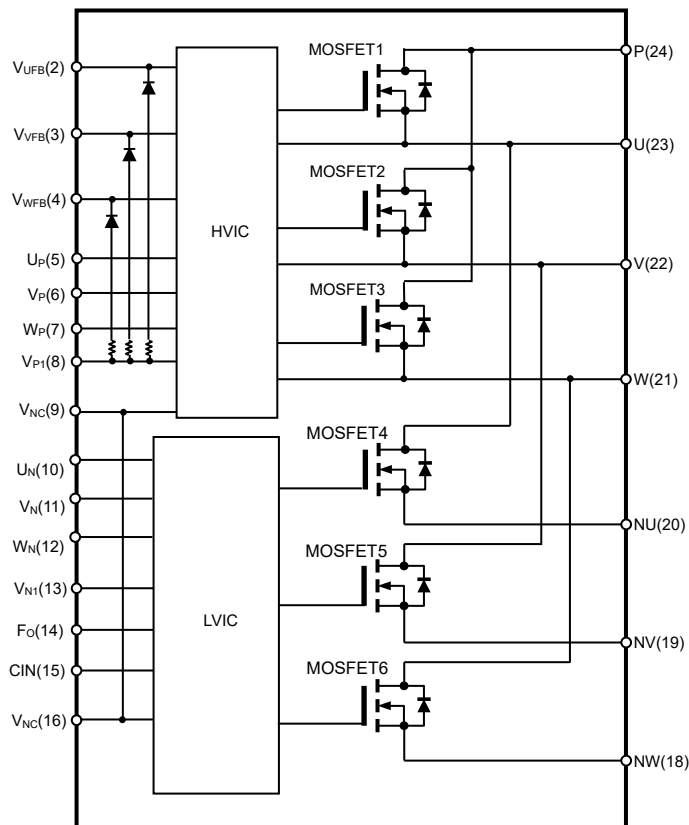 MOSFET1
P(24)
VUFB(2)
VVFB(3)
U(23)
MOSFET2
VWFB(4)
HVIC
UP(5)
V(22)
VP(6)
MOSFET3
WP(7)
VP1(8)
W(21)
VNC(9)
MOSFET4
UN(10)
VN(11)
NU(20)
WN(12)
MOSFET5
VN1(13)
LVIC
FO(14)
NV(19)
CIN(15)
MOSFET6
VNC(16)
NW(18)